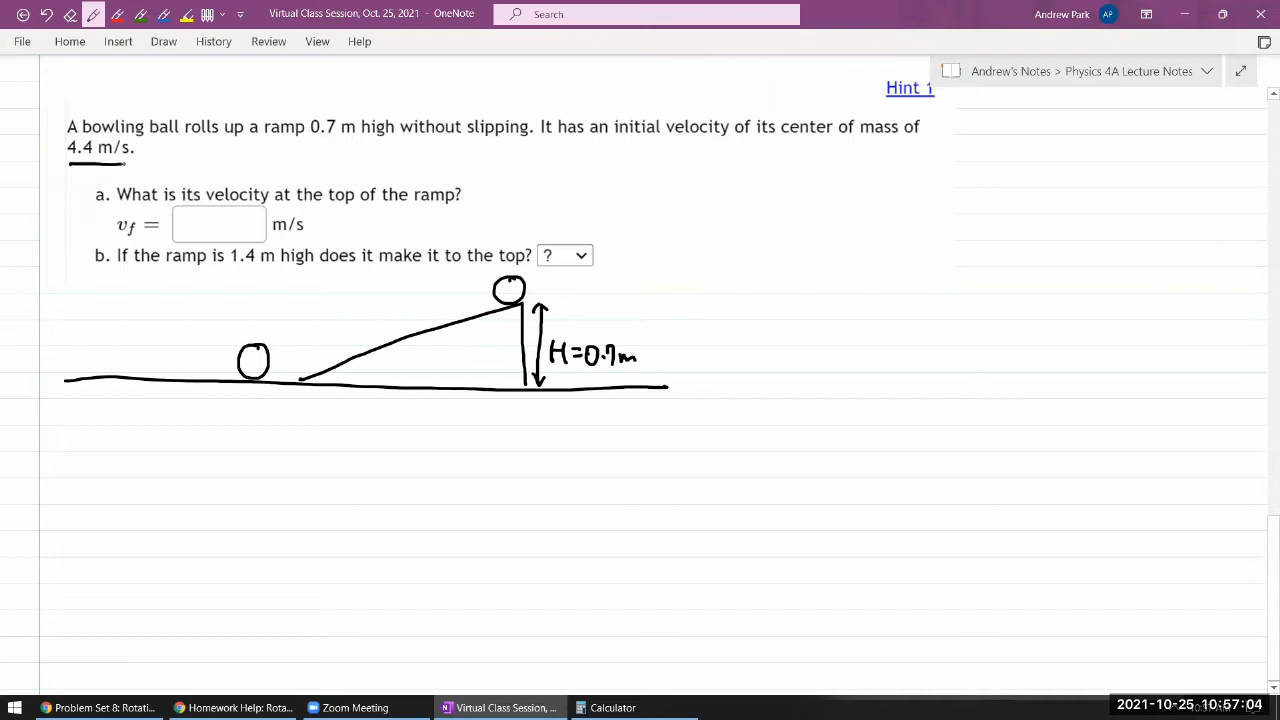 Virtual Class Session, Oct 25, 2021 - OneNote
Search
Andrew Park
AP
File Home Insert Draw History Review View Help
Andrew's Notes > Physics 4A Lecture Notes
Hint 1
A bowling ball rolls up a ramp 0.7 m high without slipping. It has an initial velocity of its center of mass of
4.4 m/s.
a. What is its velocity at the top of the ramp?
vf = m/s
b. If the ramp is 1.4 m high does it make it to the top? ?
H=0.7m
Problem Set & Rotati...
Homework Help: Rota...
Zoom Meeting
Virtual Class Session, ...
Calculator
2021-10-25 10:57:04